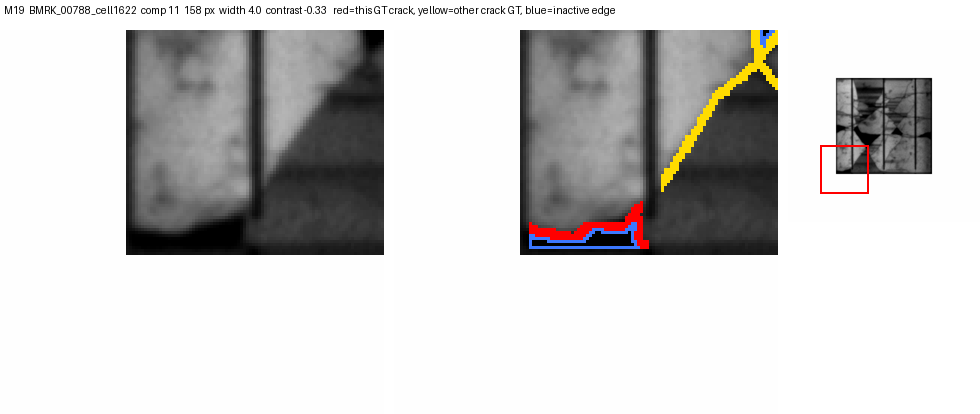 M19 BMRK_00788_cell1622 comp 11 158 px width 4.0 contrast -0.33 red=this GT crack, yellow=other crack GT, blue=inactive edge